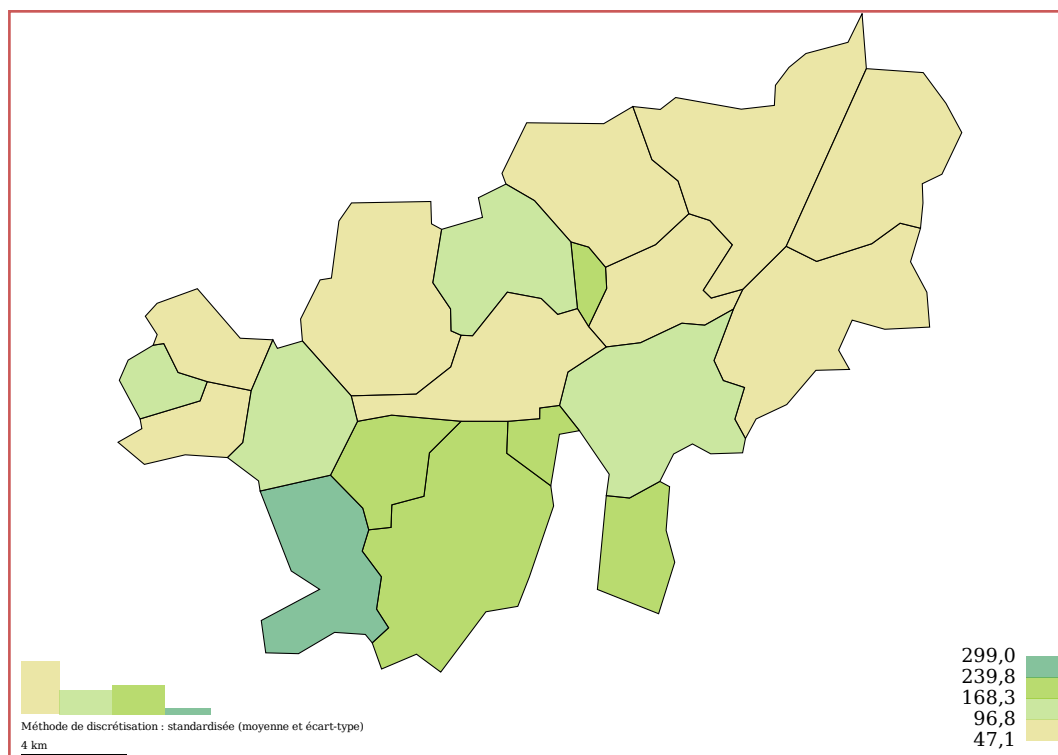 299,0
239,8
168,3
96,8
47,1
Méthode de discrétisation : standardisée (moyenne et écart-type)
4 km